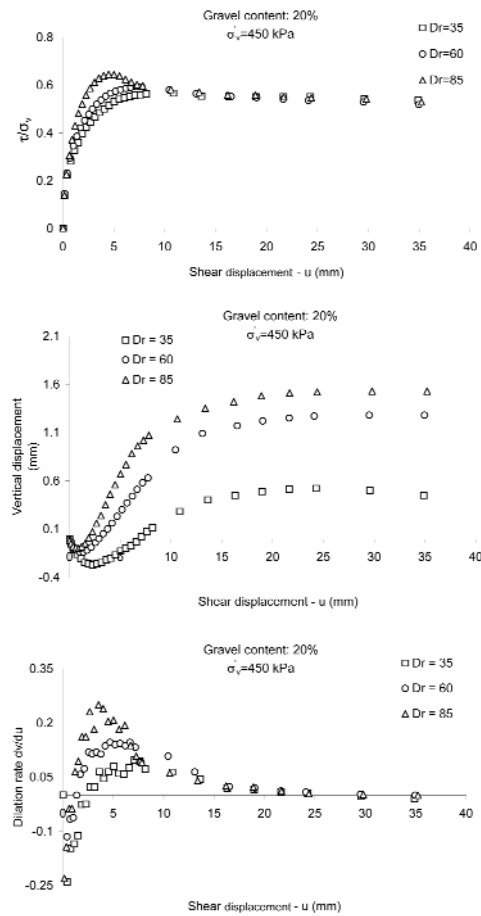 Gravel content: 20%
σ'v=450 kPa
Dr=35
Dr=60
Dr=85
0.8
0.6
0.4
0.2
0
τ/σv
0 5 10 15 20 25 30 35 40
Shear displacement - u (mm)
Gravel content: 20%
σ'v=450 kPa
Dr = 35
Dr = 60
Dr = 85
2.1
1.6
1.1
0.6
0.1
-0.4
Vertical displacement
(mm)
0 5 10 15 20 25 30 35 40
Shear displacement - u (mm)
Gravel content: 20%
σ'v=450 kPa
Dr = 35
Dr = 60
Dr = 85
0.35
0.2
0.05
-0.1
-0.25
Dilation rate dv/du
0 5 10 15 20 25 30 35 40
Shear displacement - u (mm)